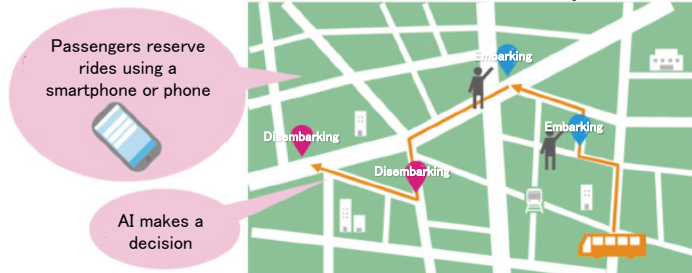 Passengers reserve
rides using a
smartphone or phone
AI makes a
decision
Embarking
Embarking
Disembarking
Disembarking